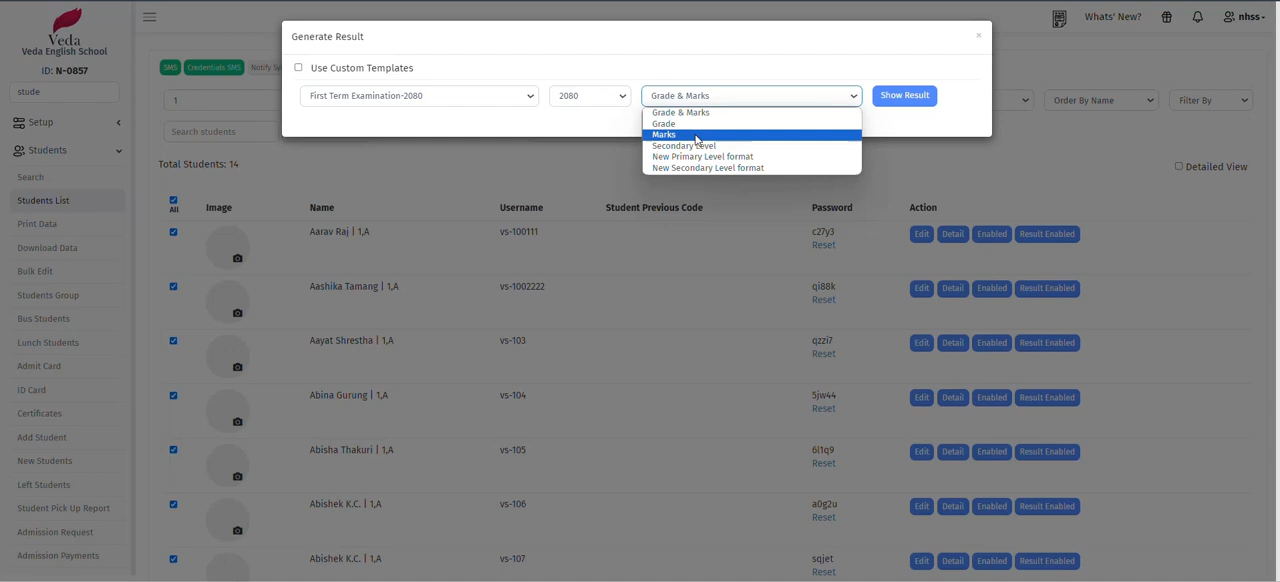 Veda
Veda English School
ID: N-0857
stude
Setup
Students
Search
Students List
Print Data
Download Data
Bulk Edit
Students Group
Bus Students
Lunch Students
Admit Card
ID Card
Certificates
Add Student
New Students
Left Students
Student Pick Up Report
Admission Request
Admission Payments
Whats' New?
nhss
Generate Result
×
Use Custom Templates
First Term Examination-2080
2080
Grade & Marks
Show Result
Grade & Marks
Grade
Marks
Secondary Level
New Primary Level format
New Secondary Level format
SMS
Credentials SMS
Notify Sy
1
Order By Name
Filter By
Search students
Total Students: 14
Detailed View
All
Image
Name
Username
Student Previous Code
Password
Action
Aarav Raj | 1,A
vs-100111
c27y3
Reset
Edit
Detail
Enabled
Result Enabled
Aashika Tamang | 1,A
vs-1002222
qi88k
Reset
Edit
Detail
Enabled
Result Enabled
Aayat Shrestha | 1,A
vs-103
qzzi7
Reset
Edit
Detail
Enabled
Result Enabled
Abina Gurung | 1,A
vs-104
5jw44
Reset
Edit
Detail
Enabled
Result Enabled
Abisha Thakuri | 1,A
vs-105
Reset
Edit
Detail
Enabled
Result Enabled
Abishek K.C. | 1,A
vs-106
a0g2u
Reset
Edit
Detail
Enabled
Result Enabled
Abishek K.C. | 1,A
vs-107
sqjet
Reset
Edit
Detail
Enabled
Result Enabled